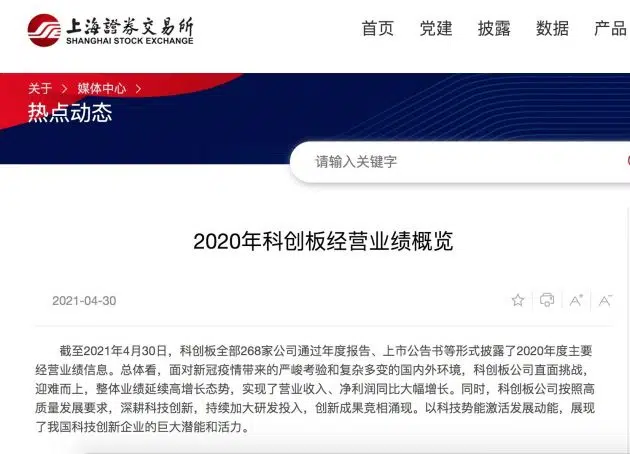 上海證券交易所
SHANGHAI STOCK EXCHANGE
首页 党建 披露 数据 产品
关于 > 媒体中心 >
热点动态
请输入关键字
2020年科创板经营业绩概览
2021-04-30
A+ A-
截至2021年4月30日，科创板全部268家公司通过年度报告、上市公告书等形式披露了2020年度主要
经营业绩信息。总体看，面对新冠疫情带来的严峻考验和复杂多变的国内外环境，科创板公司直面挑战，
迎难而上，整体业绩延续高增长态势，实现了营业收入、净利润同比大幅增长。同时，科创板公司按照高
质量发展要求，深耕科技创新，持续加大研发投入，创新成果竞相涌现。以科技势能激活发展动能，展现
了我国科技创新企业的巨大潜能和活力。